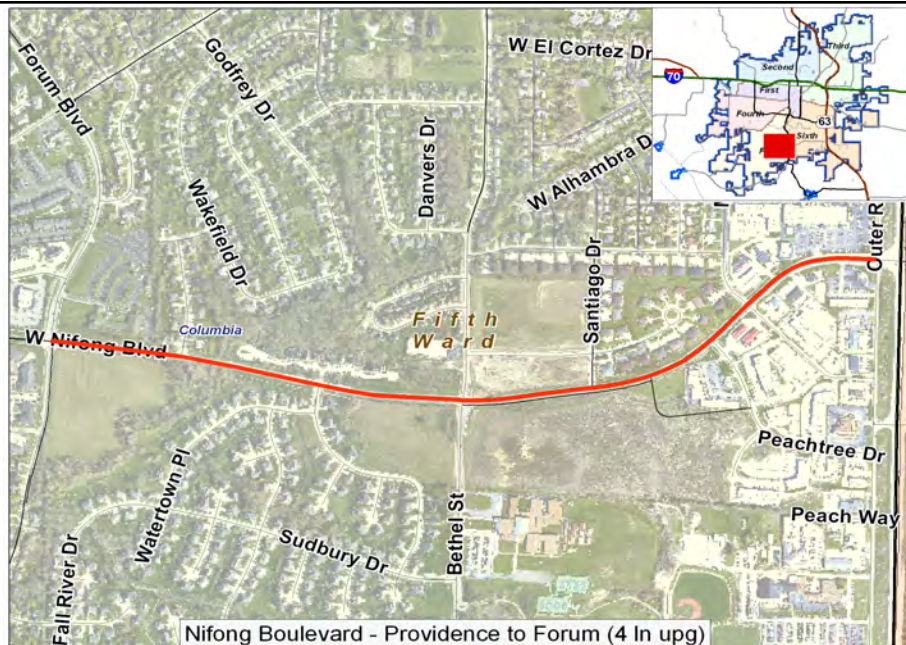 Forum Blvd
Godfrey Dr
W El Cortez Dr
Third
Second
70
First
Fourth
63
Sixth
Danvers Dr
W Alhambra D
Wakefield Dr
Santiago Dr
Outer R
Columbia
Fifth
Ward
W Nifong Blvd
Peachtree Dr
Watertown Pl
Peach Way
Sudbury Dr
Bethel St
Fall River Dr
Nifong Boulevard - Providence to Forum (4 ln upg)